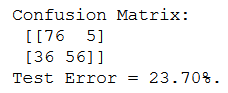 Confusion Matrix:
[[76  5]
[36 56]]
Test Error = 23.70%.